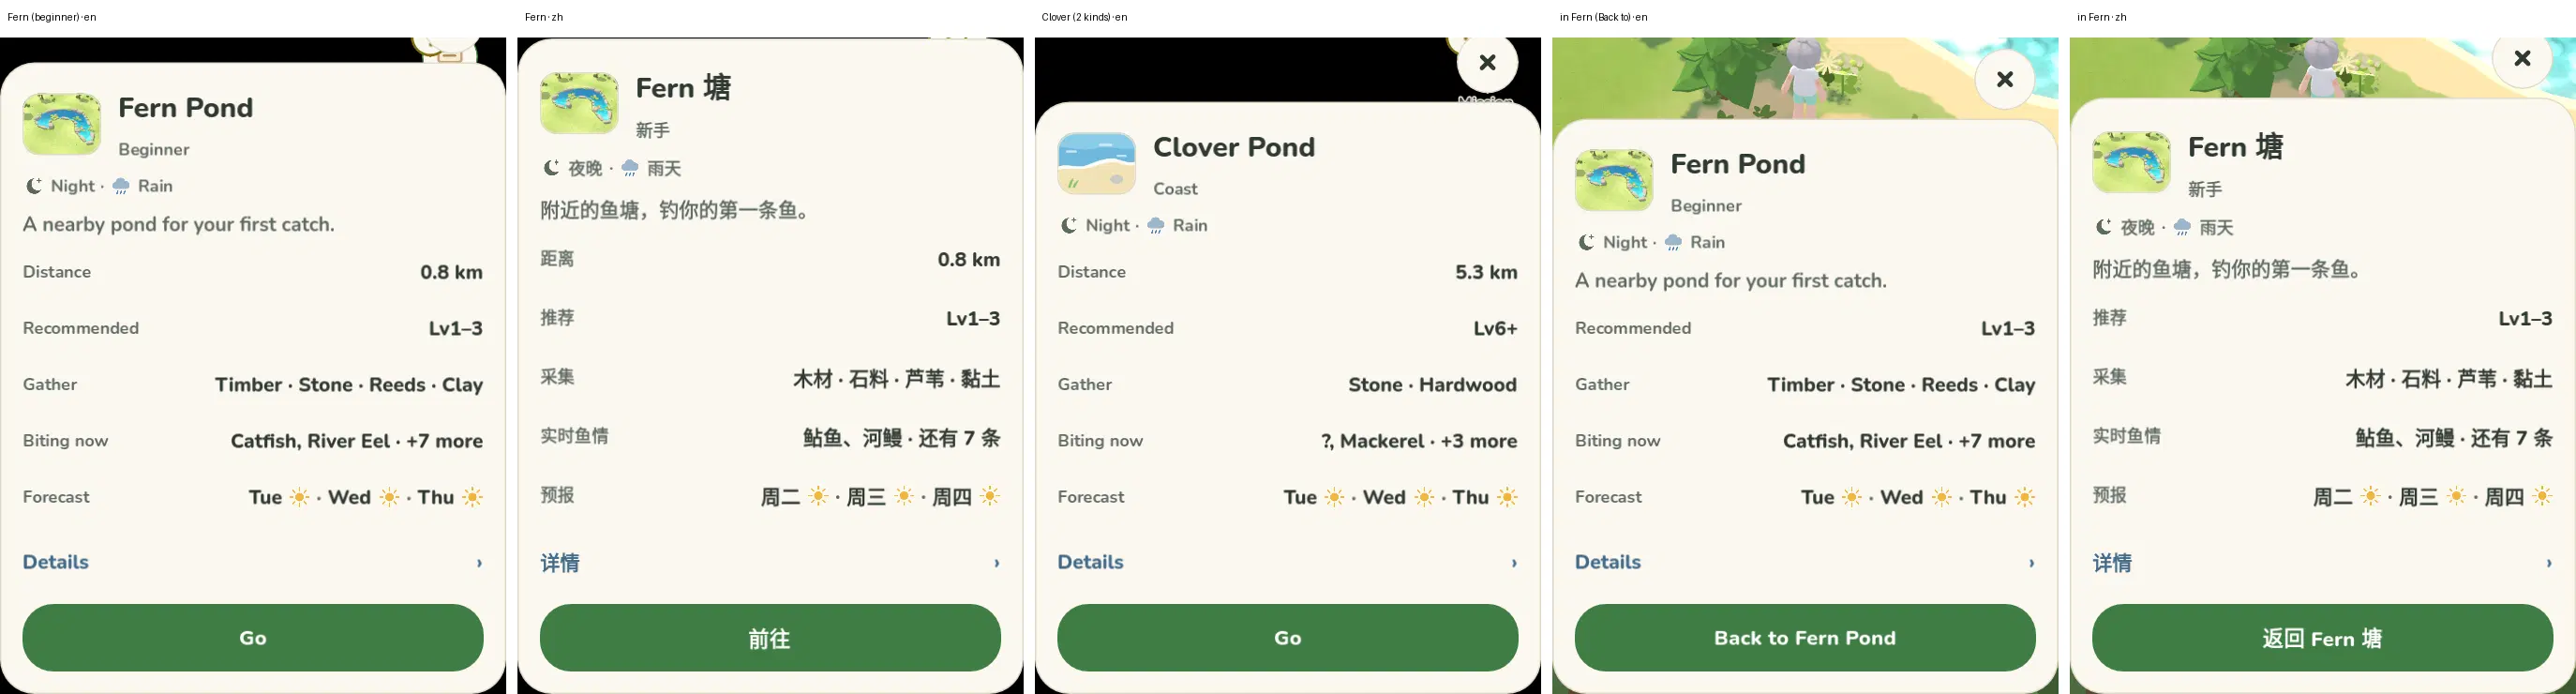 Fern (beginner)·en
Fern Pond
Beginner
Night · Rain
A nearby pond for your first catch.
Distance 0.8 km
Recommended Lv1–3
Gather Timber · Stone · Reeds · Clay
Biting now Catfish, River Eel · +7 more
Forecast Tue · Wed · Thu
Details ›
Go
Fern·zh
Fern 塘
新手
夜晚 · 雨天
附近的鱼塘，钓你的第一条鱼。
距离 0.8 km
推荐 Lv1–3
采集 木材 · 石料 · 芦苇 · 黏土
实时鱼情 鲇鱼、河鳗 · 还有 7 条
预报 周二 · 周三 · 周四
详情 ›
前往
Clover (2 kinds)·en
Mission
Clover Pond
Coast
Night · Rain
Distance 5.3 km
Recommended Lv6+
Gather Stone · Hardwood
Biting now ?, Mackerel · +3 more
Forecast Tue · Wed · Thu
Details ›
Go
in Fern (Back to)·en
Fern Pond
Beginner
Night · Rain
A nearby pond for your first catch.
Recommended Lv1–3
Gather Timber · Stone · Reeds · Clay
Biting now Catfish, River Eel · +7 more
Forecast Tue · Wed · Thu
Details ›
Back to Fern Pond
in Fern·zh
Fern 塘
新手
夜晚 · 雨天
附近的鱼塘，钓你的第一条鱼。
推荐 Lv1–3
采集 木材 · 石料 · 芦苇 · 黏土
实时鱼情 鲇鱼、河鳗 · 还有 7 条
预报 周二 · 周三 · 周四
详情 ›
返回 Fern 塘